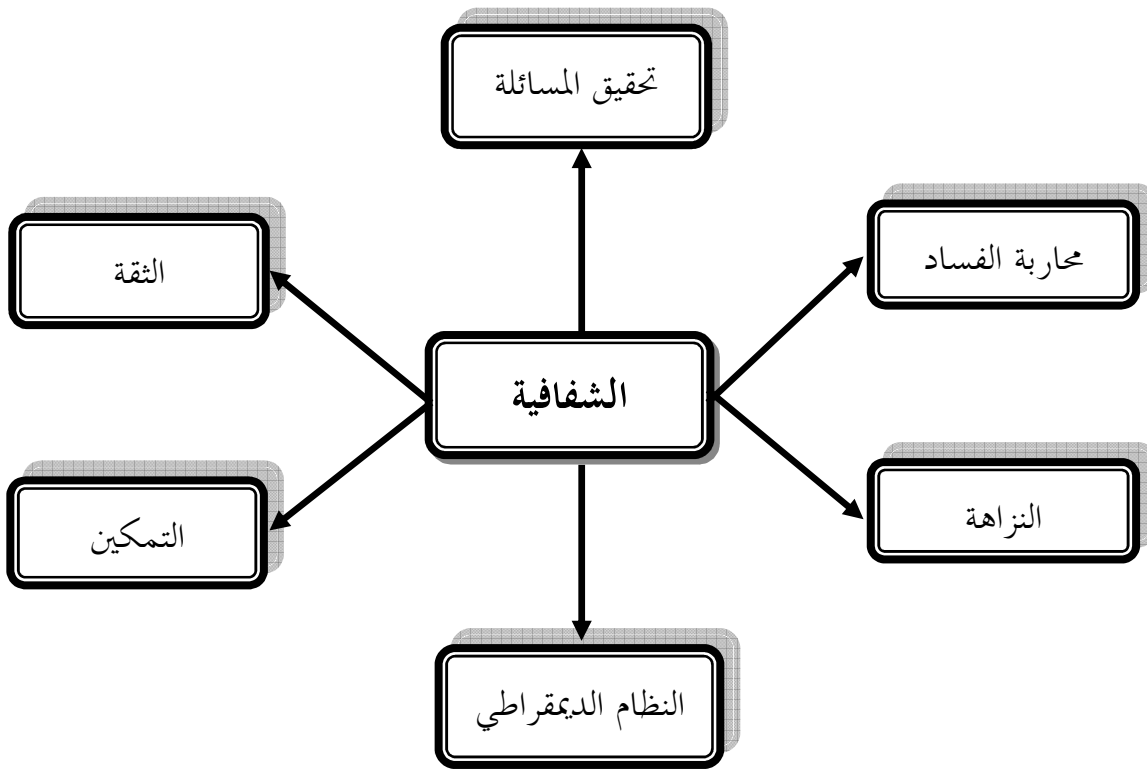 تحقيق المسائلة
محاربة الفساد
الثقة
الشفافية
النزاهة
التمكين
النظام الديمقراطي